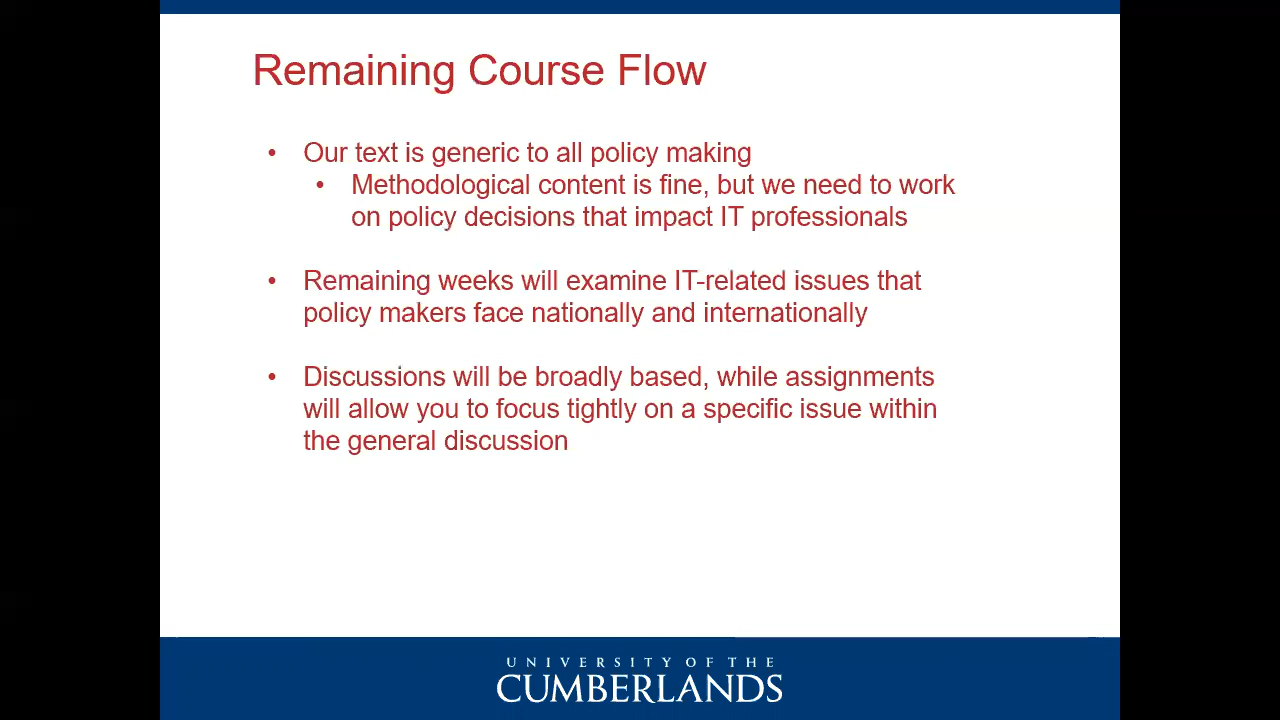 Remaining Course Flow
• Our text is generic to all policy making
• Methodological content is fine, but we need to work
on policy decisions that impact IT professionals
• Remaining weeks will examine IT-related issues that
policy makers face nationally and internationally
• Discussions will be broadly based, while assignments
will allow you to focus tightly on a specific issue within
the general discussion
UNIVERSITY OF THE
CUMBERLANDS